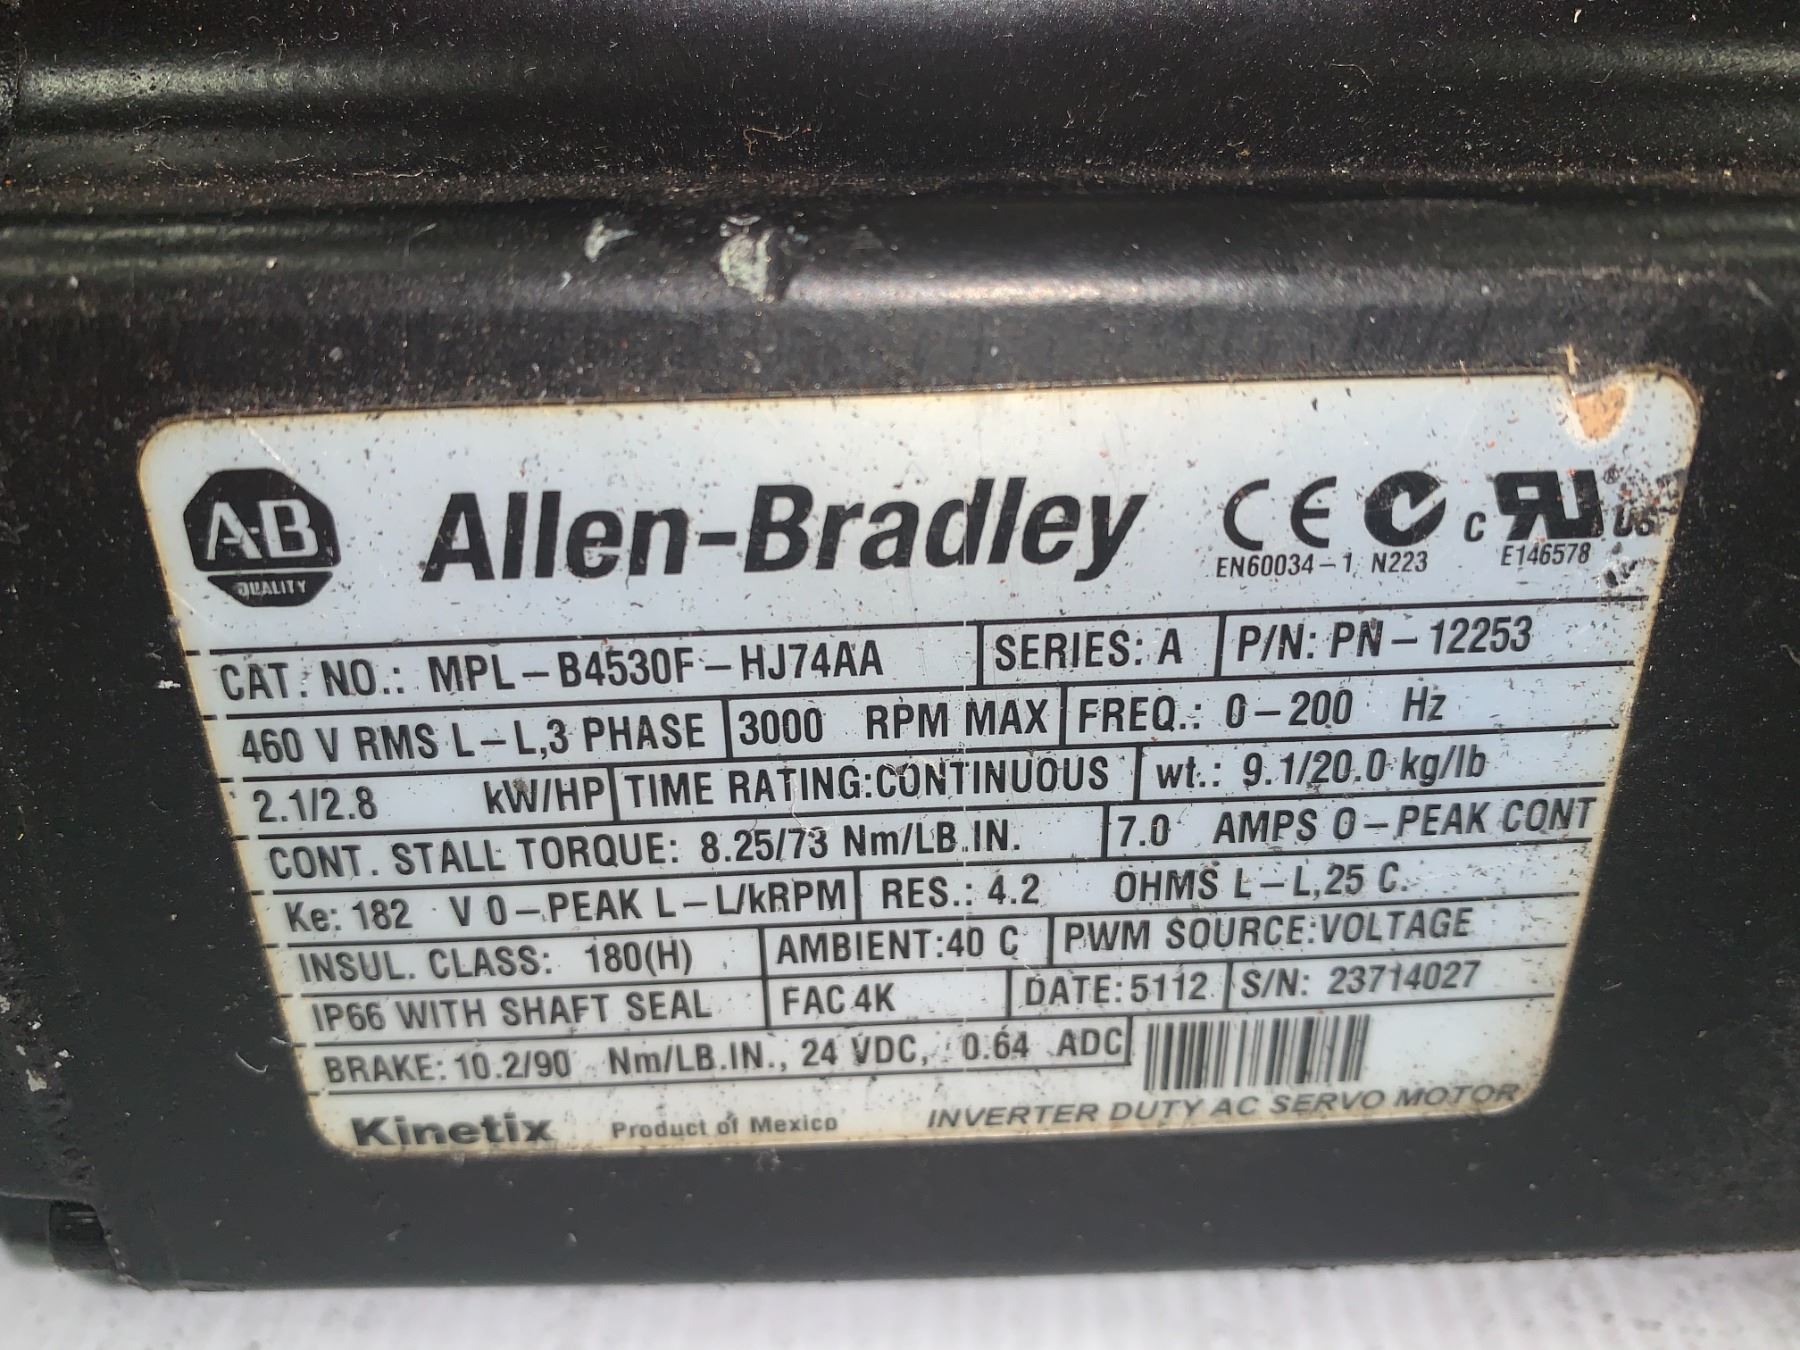 A-B QUALITY Allen-Bradley CE c RU ® US
EN60034-1 N223 E146578
CAT. NO.: MPL-B4530F-HJ74AA SERIES: A P/N: PN-12253
460 V RMS L-L,3 PHASE 3000 RPM MAX FREQ.: 0-200 Hz
2.1/2.8 kW/HP TIME RATING:CONTINUOUS wt.: 9.1/20.0 kg/lb
CONT. STALL TORQUE: 8.25/73 Nm/LB.IN. 7.0 AMPS 0-PEAK CONT
Ke: 182 V 0-PEAK L-L/kRPM RES.: 4.2 OHMS L-L,25 C.
INSUL. CLASS: 180(H) AMBIENT:40 C PWM SOURCE:VOLTAGE
IP66 WITH SHAFT SEAL FAC 4K DATE:5112 S/N: 23714027
BRAKE: 10.2/90 Nm/LB.IN., 24 VDC, 0.64 ADC
Kinetix Product of Mexico INVERTER DUTY AC SERVO MOTOR